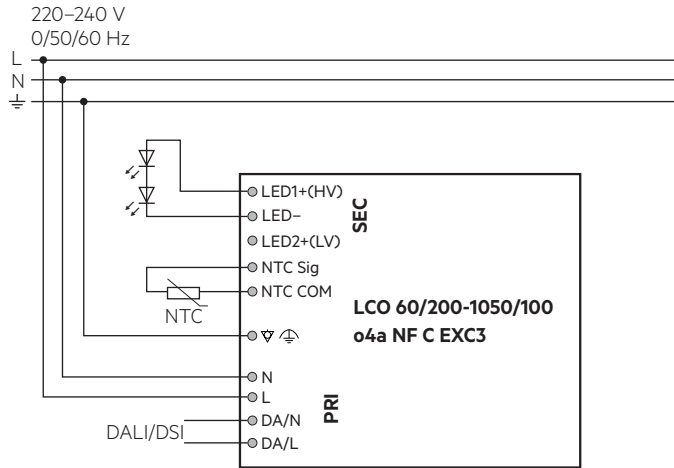 220–240 V
0/50/60 Hz
L
N
LED1+(HV)
LED–
SEC
LED2+(LV)
NTC Sig
NTC COM
NTC
LCO 60/200-1050/100
o4a NF C EXC3
N
L
PRI
DA/N
DALI/DSI
DA/L